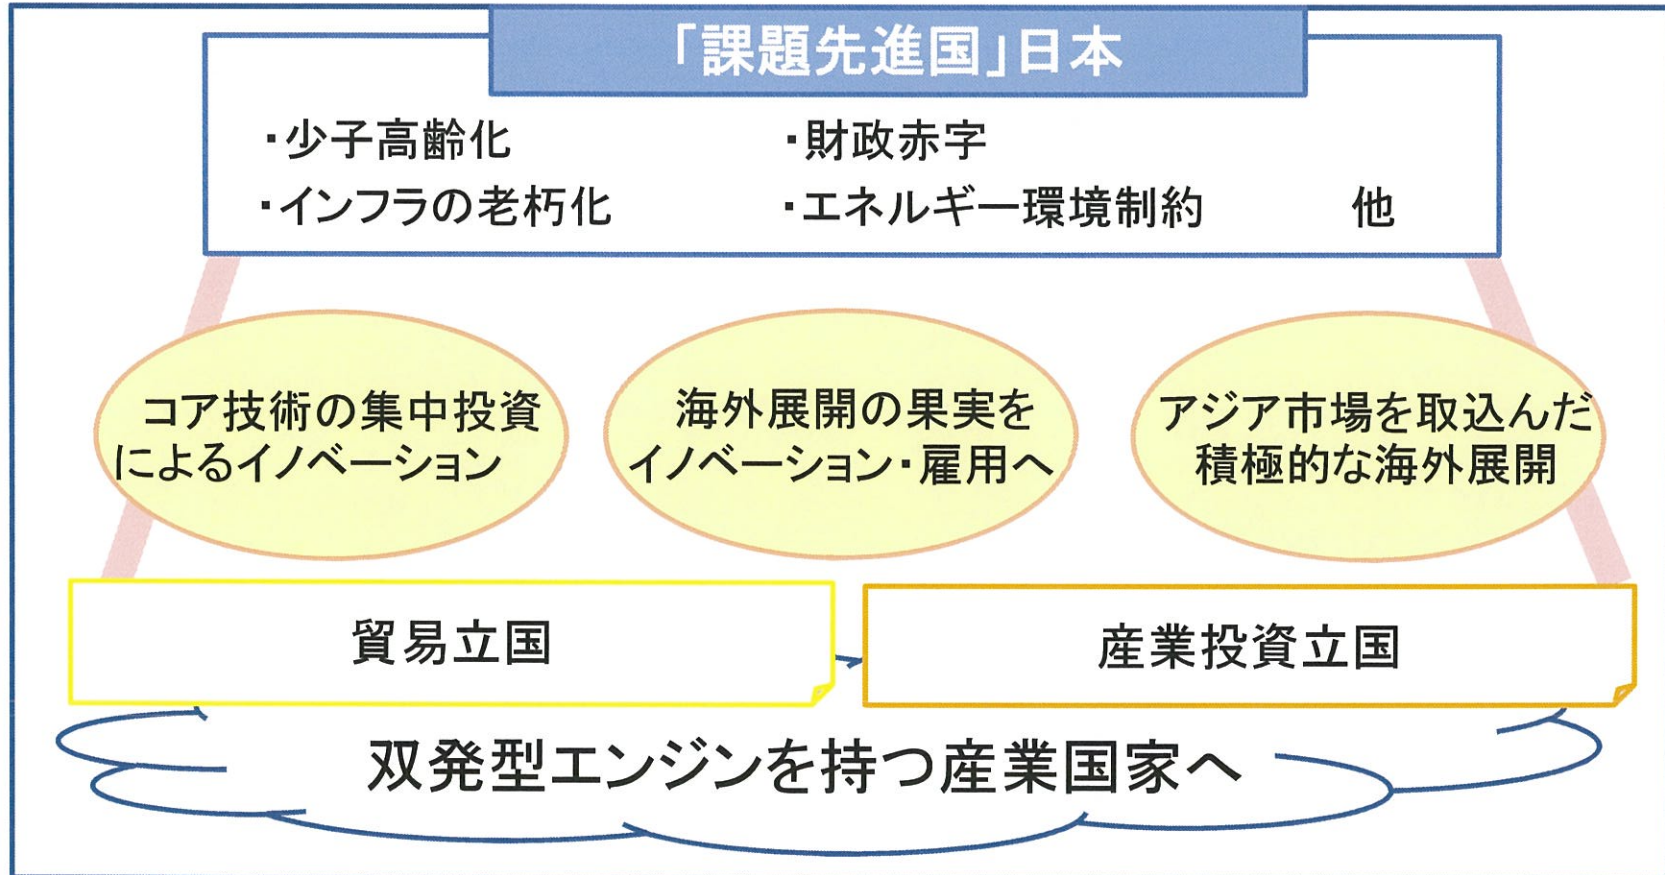 「課題先進国」日本
・少子高齢化
・財政赤字
・インフラの老朽化
・エネルギー環境制約 他
コア技術の集中投資
によるイノベーション
海外展開の果実を
イノベーション・雇用へ
アジア市場を取込んだ
積極的な海外展開
貿易立国
産業投資立国
双発型エンジンを持つ産業国家へ